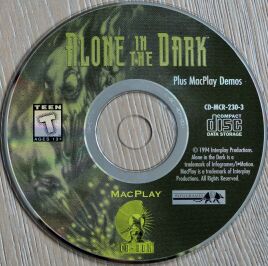 ALONE IN THE DARK™
Plus MacPlay Demos
CD-MCR-230-3
COMPACT
disc
DATA STORAGE
TEEN
T
AGES 13+
© 1994 Interplay Productions.
Alone in the Dark is a
trademark of Infogrames/I•Motion.
MacPlay is a trademark of Interplay
Productions. All Rights Reserved.
MACPLAY
CD-ROM